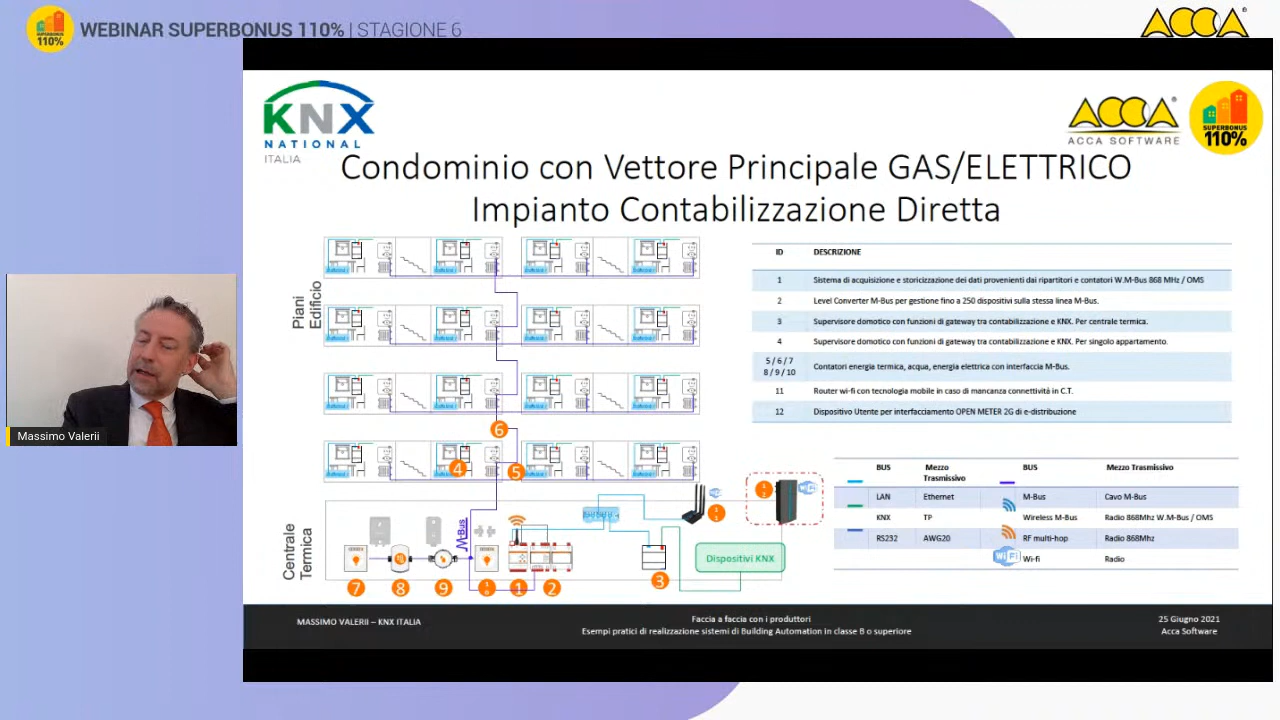 SUPERBONUS
110%
WEBINAR SUPERBONUS 110% | STAGIONE 6
ACCA
KNX
NATIONAL
ITALIA
ACCA
ACCA SOFTWARE
SUPERBONUS
110%
Condominio con Vettore Principale GAS/ELETTRICO
Impianto Contabilizzazione Diretta
Piani
Edificio
Centrale
Termica
M-Bus
6
4
5
7
8
9
10
1
2
3
11
12
WiFi
Dispositivi KNX
ID DESCRIZIONE
1 Sistema di acquisizione e storicizzazione dei dati provenienti dai ripartitori e contatori W.M-Bus 868 MHz / OMS
2 Level Converter M-Bus per gestione fino a 250 dispositivi sulla stessa linea M-Bus.
3 Supervisore domotico con funzioni di gateway tra contabilizzazione e KNX. Per centrale termica.
4 Supervisore domotico con funzioni di gateway tra contabilizzazione e KNX. Per singolo appartamento.
5 / 6 / 7
8 / 9 / 10
Contatori energia termica, acqua, energia elettrica con interfaccia M-Bus.
11 Router wi-fi con tecnologia mobile in caso di mancanza connettività in C.T.
12 Dispositivo Utente per interfacciamento OPEN METER 2G di e-distribuzione
BUS Mezzo Trasmissivo BUS Mezzo Trasmissivo
LAN Ethernet M-Bus Cavo M-Bus
KNX TP Wireless M-Bus Radio 868Mhz W.M-Bus / OMS
RS232 AWG20 RF multi-hop Radio 868Mhz
WiFi Wi-fi Radio
Massimo Valerii
MASSIMO VALERII – KNX ITALIA
Faccia a faccia con i produttori
Esempi pratici di realizzazione sistemi di Building Automation in classe B o superiore
25 Giugno 2021
Acca Software